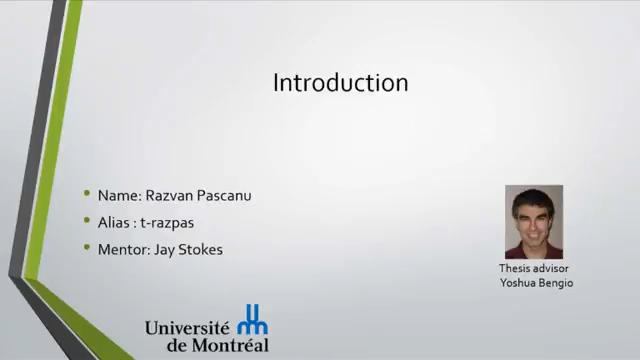 Introduction
Name: Razvan Pascanu
Alias : t-razpas
Mentor: Jay Stokes
Thesis advisor
Yoshua Bengio
Université
de Montréal